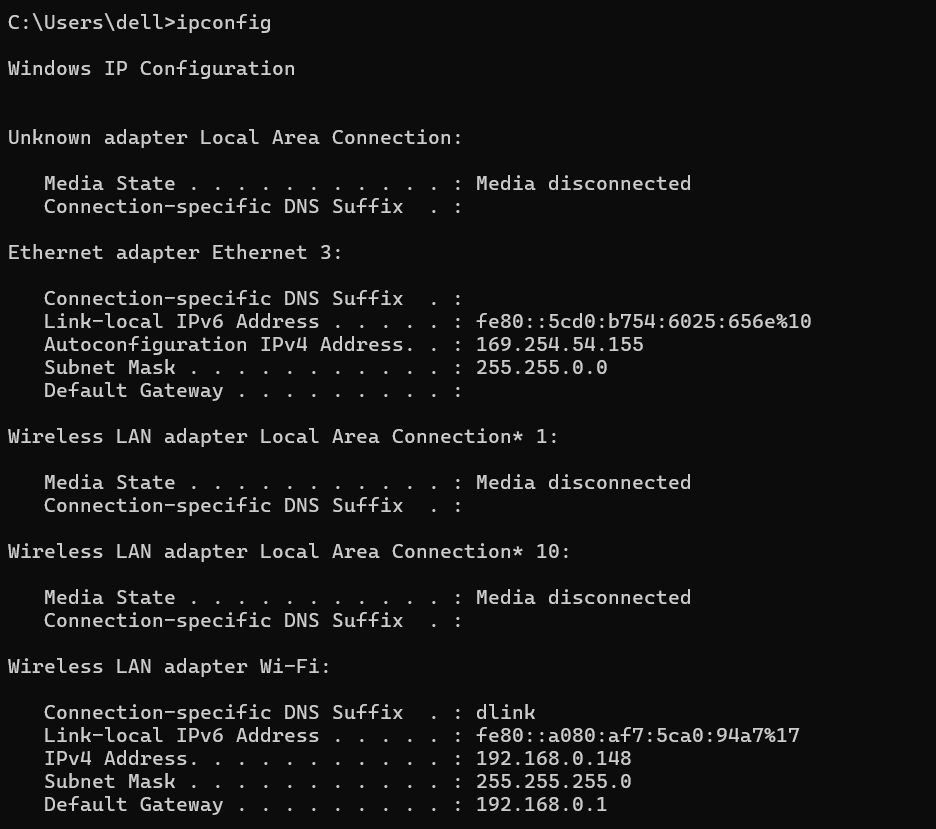 C:\Users\dell>ipconfig
Windows IP Configuration
Unknown adapter Local Area Connection:
   Media State . . . . . . . . . . . : Media disconnected
   Connection-specific DNS Suffix  . :
Ethernet adapter Ethernet 3:
   Connection-specific DNS Suffix  . :
   Link-local IPv6 Address . . . . . : fe80::5cd0:b754:6025:656e%10
   Autoconfiguration IPv4 Address. . : 169.254.54.155
   Subnet Mask . . . . . . . . . . . : 255.255.0.0
   Default Gateway . . . . . . . . . :
Wireless LAN adapter Local Area Connection* 1:
   Media State . . . . . . . . . . . : Media disconnected
   Connection-specific DNS Suffix  . :
Wireless LAN adapter Local Area Connection* 10:
   Media State . . . . . . . . . . . : Media disconnected
   Connection-specific DNS Suffix  . :
Wireless LAN adapter Wi-Fi:
   Connection-specific DNS Suffix  . : dlink
   Link-local IPv6 Address . . . . . : fe80::a080:af7:5ca0:94a7%17
   IPv4 Address. . . . . . . . . . . : 192.168.0.148
   Subnet Mask . . . . . . . . . . . : 255.255.255.0
   Default Gateway . . . . . . . . . : 192.168.0.1